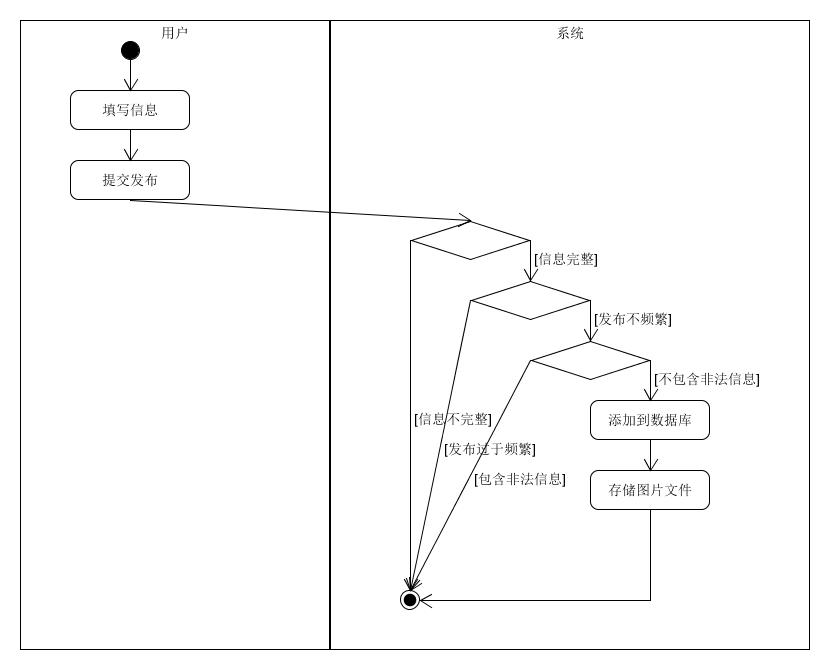 用户
系统
填写信息
提交发布
[信息完整]
[发布不频繁]
[不包含非法信息]
[信息不完整]
添加到数据库
[发布过于频繁]
[包含非法信息]
存储图片文件